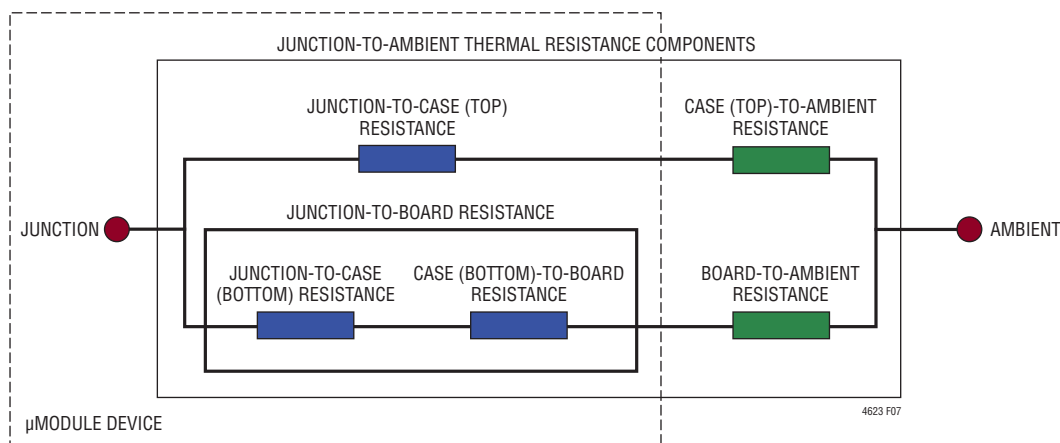 JUNCTION-TO-AMBIENT THERMAL RESISTANCE COMPONENTS
JUNCTION-TO-CASE (TOP)
RESISTANCE
CASE (TOP)-TO-AMBIENT
RESISTANCE
JUNCTION-TO-BOARD RESISTANCE
JUNCTION
AMBIENT
JUNCTION-TO-CASE
(BOTTOM) RESISTANCE
CASE (BOTTOM)-TO-BOARD
RESISTANCE
BOARD-TO-AMBIENT
RESISTANCE
4623 F07
µMODULE DEVICE